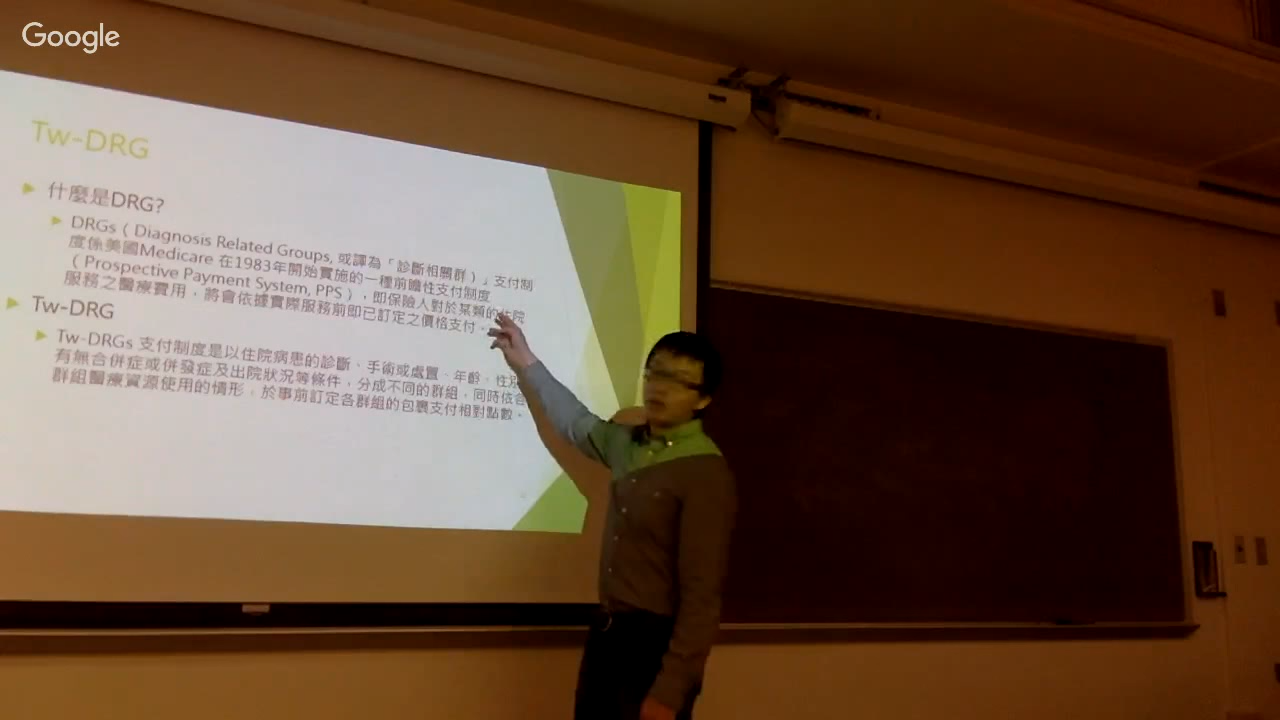 Google
Tw-DRG
什麼是DRG?
DRGs ( Diagnosis Related Groups, 或譯為「診斷相關群）」支付制
度係美國Medicare 在1983年開始實施的一種前瞻性支付制度
（Prospective Payment System, PPS），即保險人對於某類的住院
服務之醫療費用，將會依據實際服務前即已訂定之價格支付。
Tw-DRG
Tw-DRGs 支付制度是以住院病患的診斷、手術或處置、年齡、性別、
有無合併症或併發症及出院狀況等條件，分成不同的群組，同時依各
群組醫療資源使用的情形，於事前訂定各群組的包裹支付相對點數。